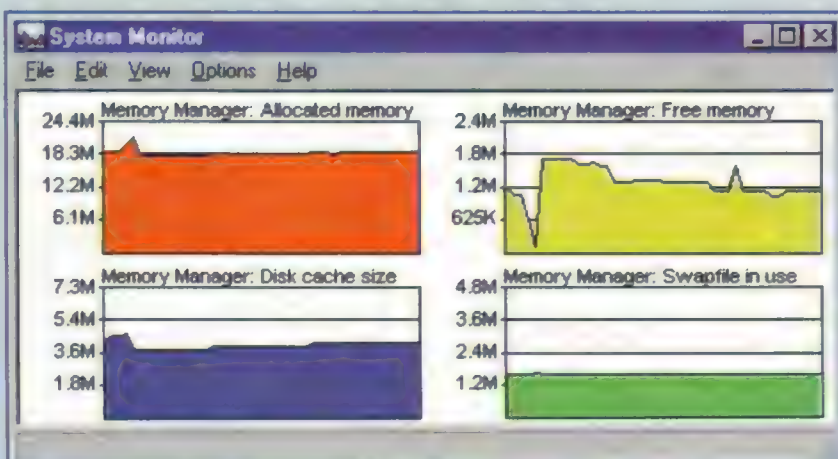 System Monitor
File Edit View Options Help
Memory Manager: Allocated memory
24.4M
18.3M
12.2M
6.1M
Memory Manager: Free memory
2.4M
1.8M
1.2M
625K
Memory Manager: Disk cache size
7.3M
5.4M
3.6M
1.8M
Memory Manager: Swapfile in use
4.8M
3.6M
2.4M
1.2M